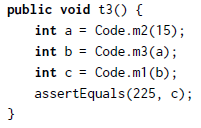 public void t3() {
    int a = Code.m2(15);
    int b = Code.m3(a);
    int c = Code.m1(b);
    assertEquals(225, c);
}